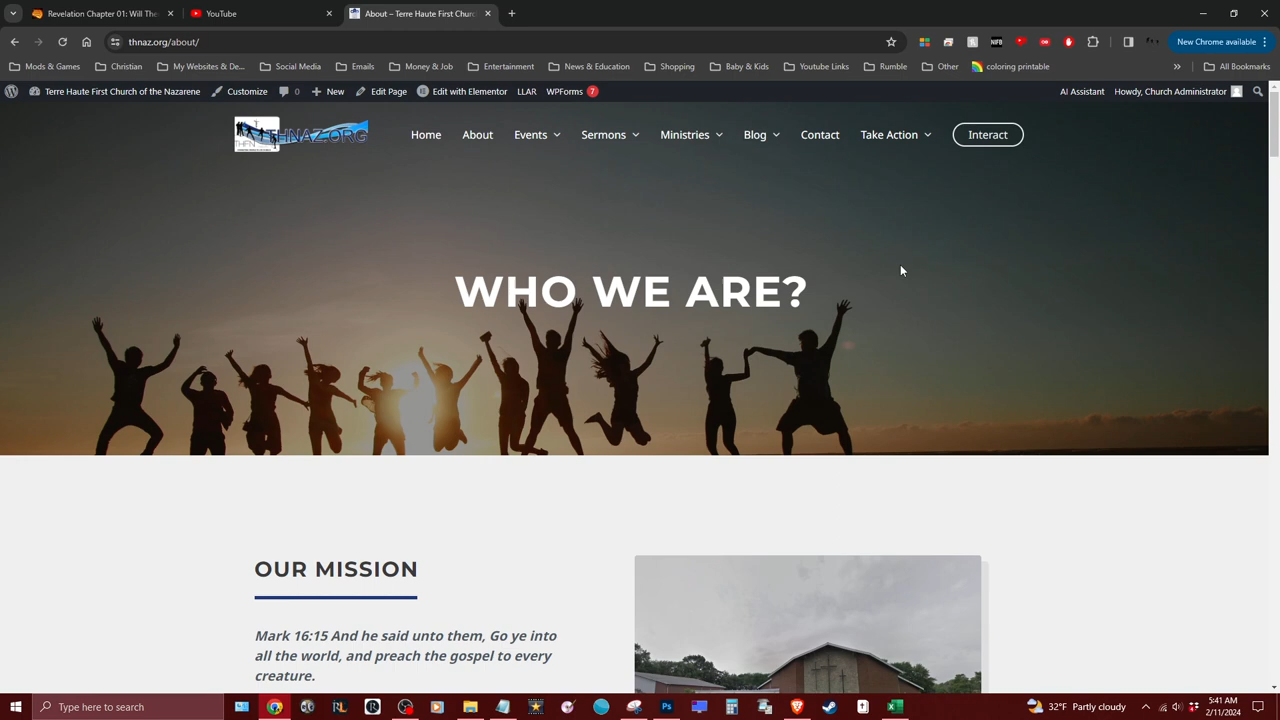 Revelation Chapter 01: Will The
YouTube
About – Terre Haute First Churc
thnaz.org/about/
New Chrome available
Mods & Games
Christian
My Websites & De...
Social Media
Emails
Money & Job
Entertainment
News & Education
Shopping
Baby & Kids
Youtube Links
Rumble
Other
coloring printable
All Bookmarks
Terre Haute First Church of the Nazarene
Customize
0
New
Edit Page
Edit with Elementor
LLAR
WPForms 7
AI Assistant
Howdy, Church Administrator
THNAZ.ORG
Home
About
Events
Sermons
Ministries
Blog
Contact
Take Action
Interact
WHO WE ARE?
OUR MISSION
Mark 16:15 And he said unto them, Go ye into
all the world, and preach the gospel to every
creature.
Type here to search
32°F Partly cloudy
5:41 AM
2/11/2024